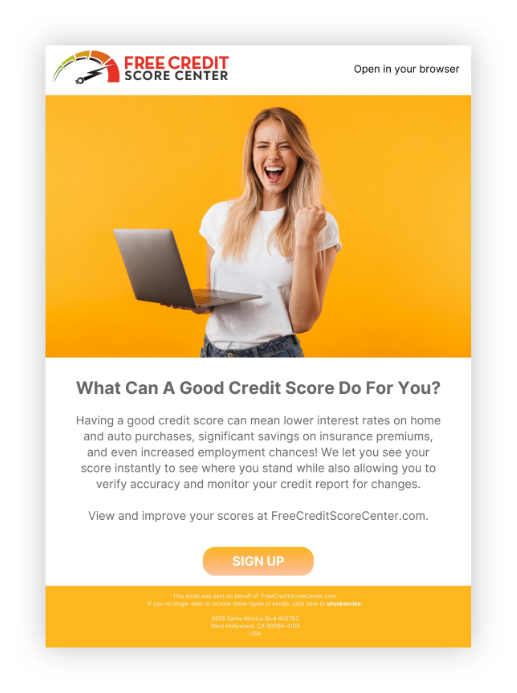 FREE CREDIT
SCORE CENTER
Open in your browser
What Can A Good Credit Score Do For You?
Having a good credit score can mean lower interest rates on home
and auto purchases, significant savings on insurance premiums,
and even increased employment chances! We let you see your
score instantly to see where you stand while also allowing you to
verify accuracy and monitor your credit report for changes.
View and improve your scores at FreeCreditScoreCenter.com.
SIGN UP
This email was sent on behalf of FreeCreditScoreCenter.com
If you no longer wish to receive these types of emails, click here to unsubscribe.
Santa Monica Blvd
West Hollywood, CA
USA